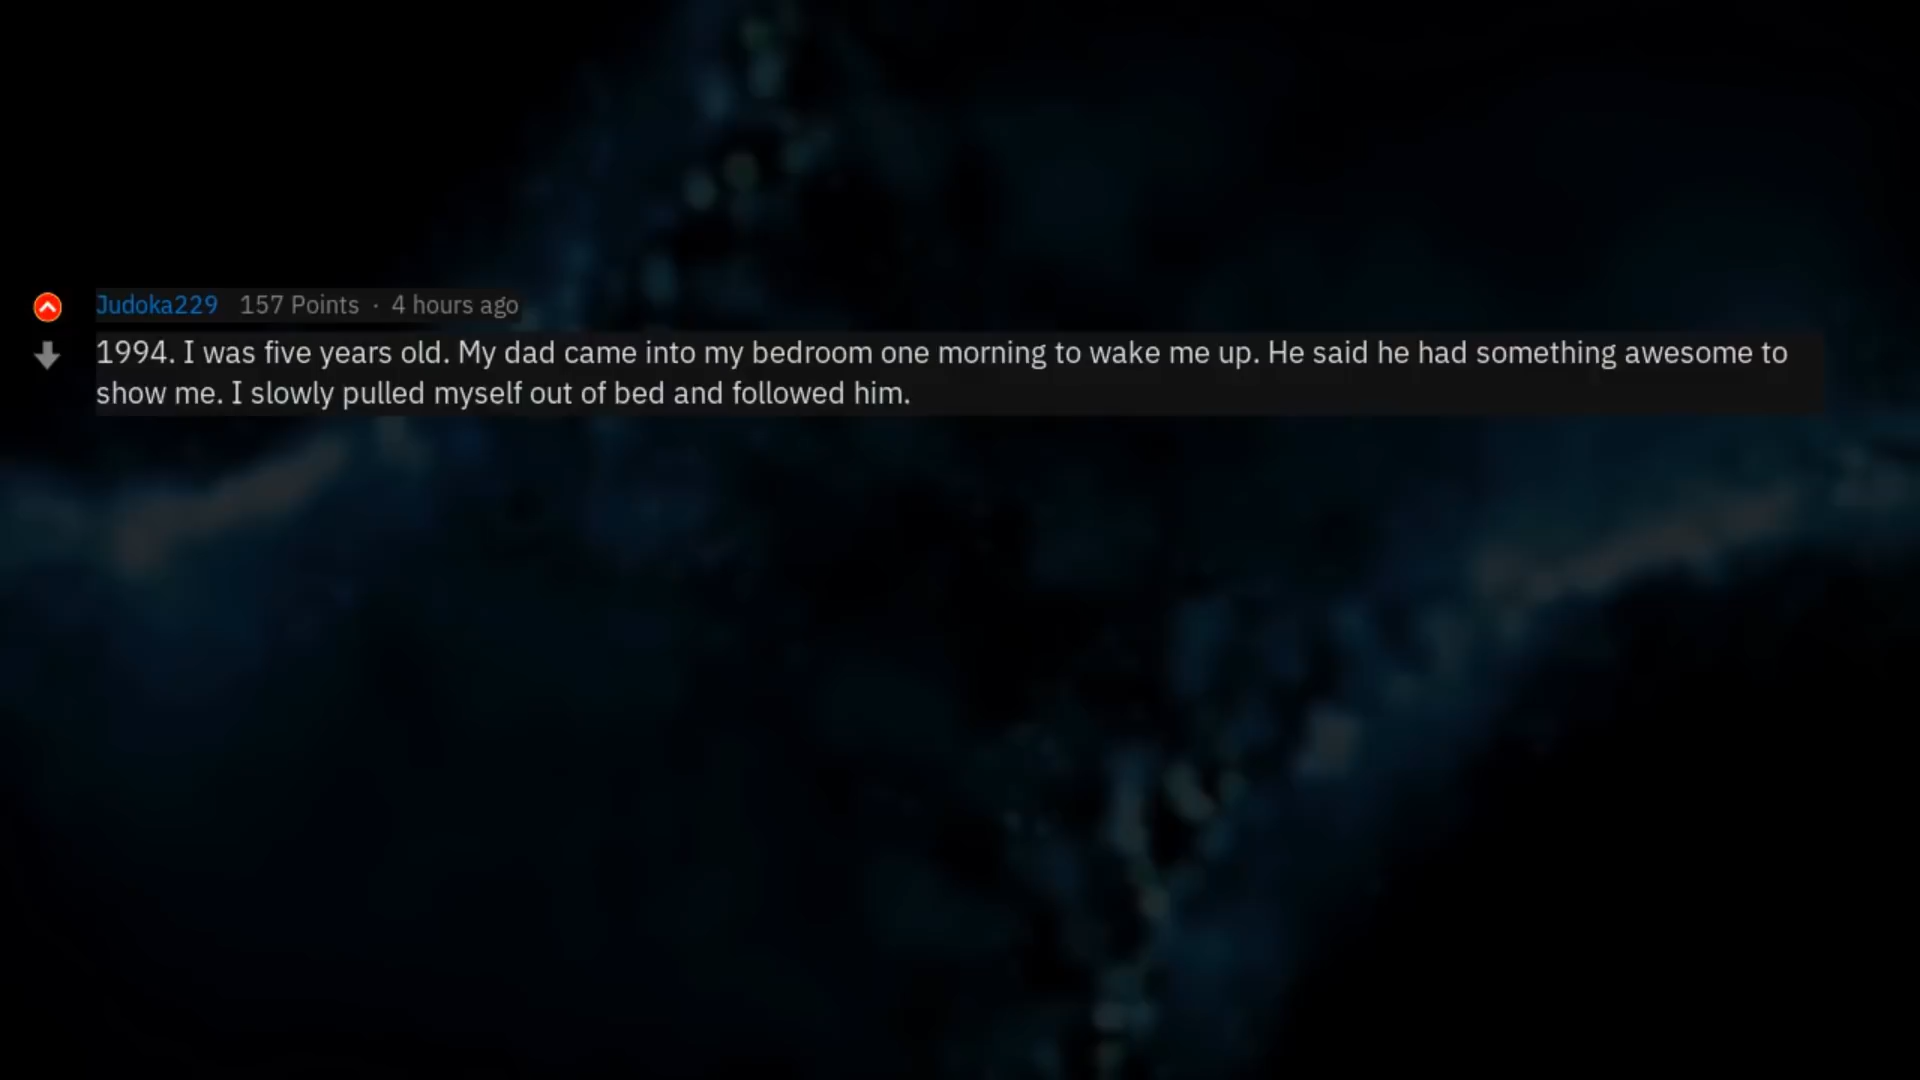 Judoka229 157 Points · 4 hours ago
1994. I was five years old. My dad came into my bedroom one morning to wake me up. He said he had something awesome to
show me. I slowly pulled myself out of bed and followed him.